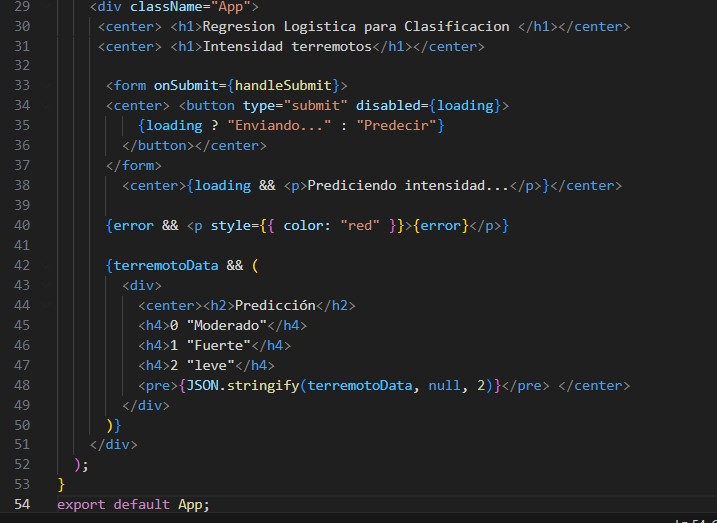 29 <div className="App">
30 <center> <h1>Regresion Logistica para Clasificacion </h1></center>
31 <center> <h1>Intensidad terremotos</h1></center>
32
33 <form onSubmit={handleSubmit}>
34 <center> <button type="submit" disabled={loading}>
35 {loading ? "Enviando..." : "Predecir"}
36 </button></center>
37 </form>
38 <center>{loading && <p>Prediciendo intensidad...</p>}</center>
39
40 {error && <p style={{ color: "red" }}>{error}</p>}
41
42 {terremotoData && (
43 <div>
44 <center><h2>Predicción</h2>
45 <h4>0 "Moderado"</h4>
46 <h4>1 "Fuerte"</h4>
47 <h4>2 "leve"</h4>
48 <pre>{JSON.stringify(terremotoData, null, 2)}</pre> </center>
49 </div>
50 )}
51 </div>
52 );
53 }
54 export default App;